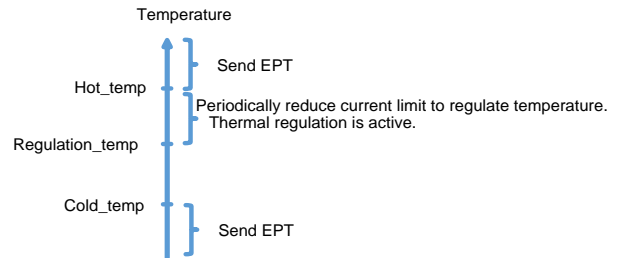 Temperature
Send EPT
Hot_temp
Periodically reduce current limit to regulate temperature.
Thermal regulation is active.
Regulation_temp
Cold_temp
Send EPT